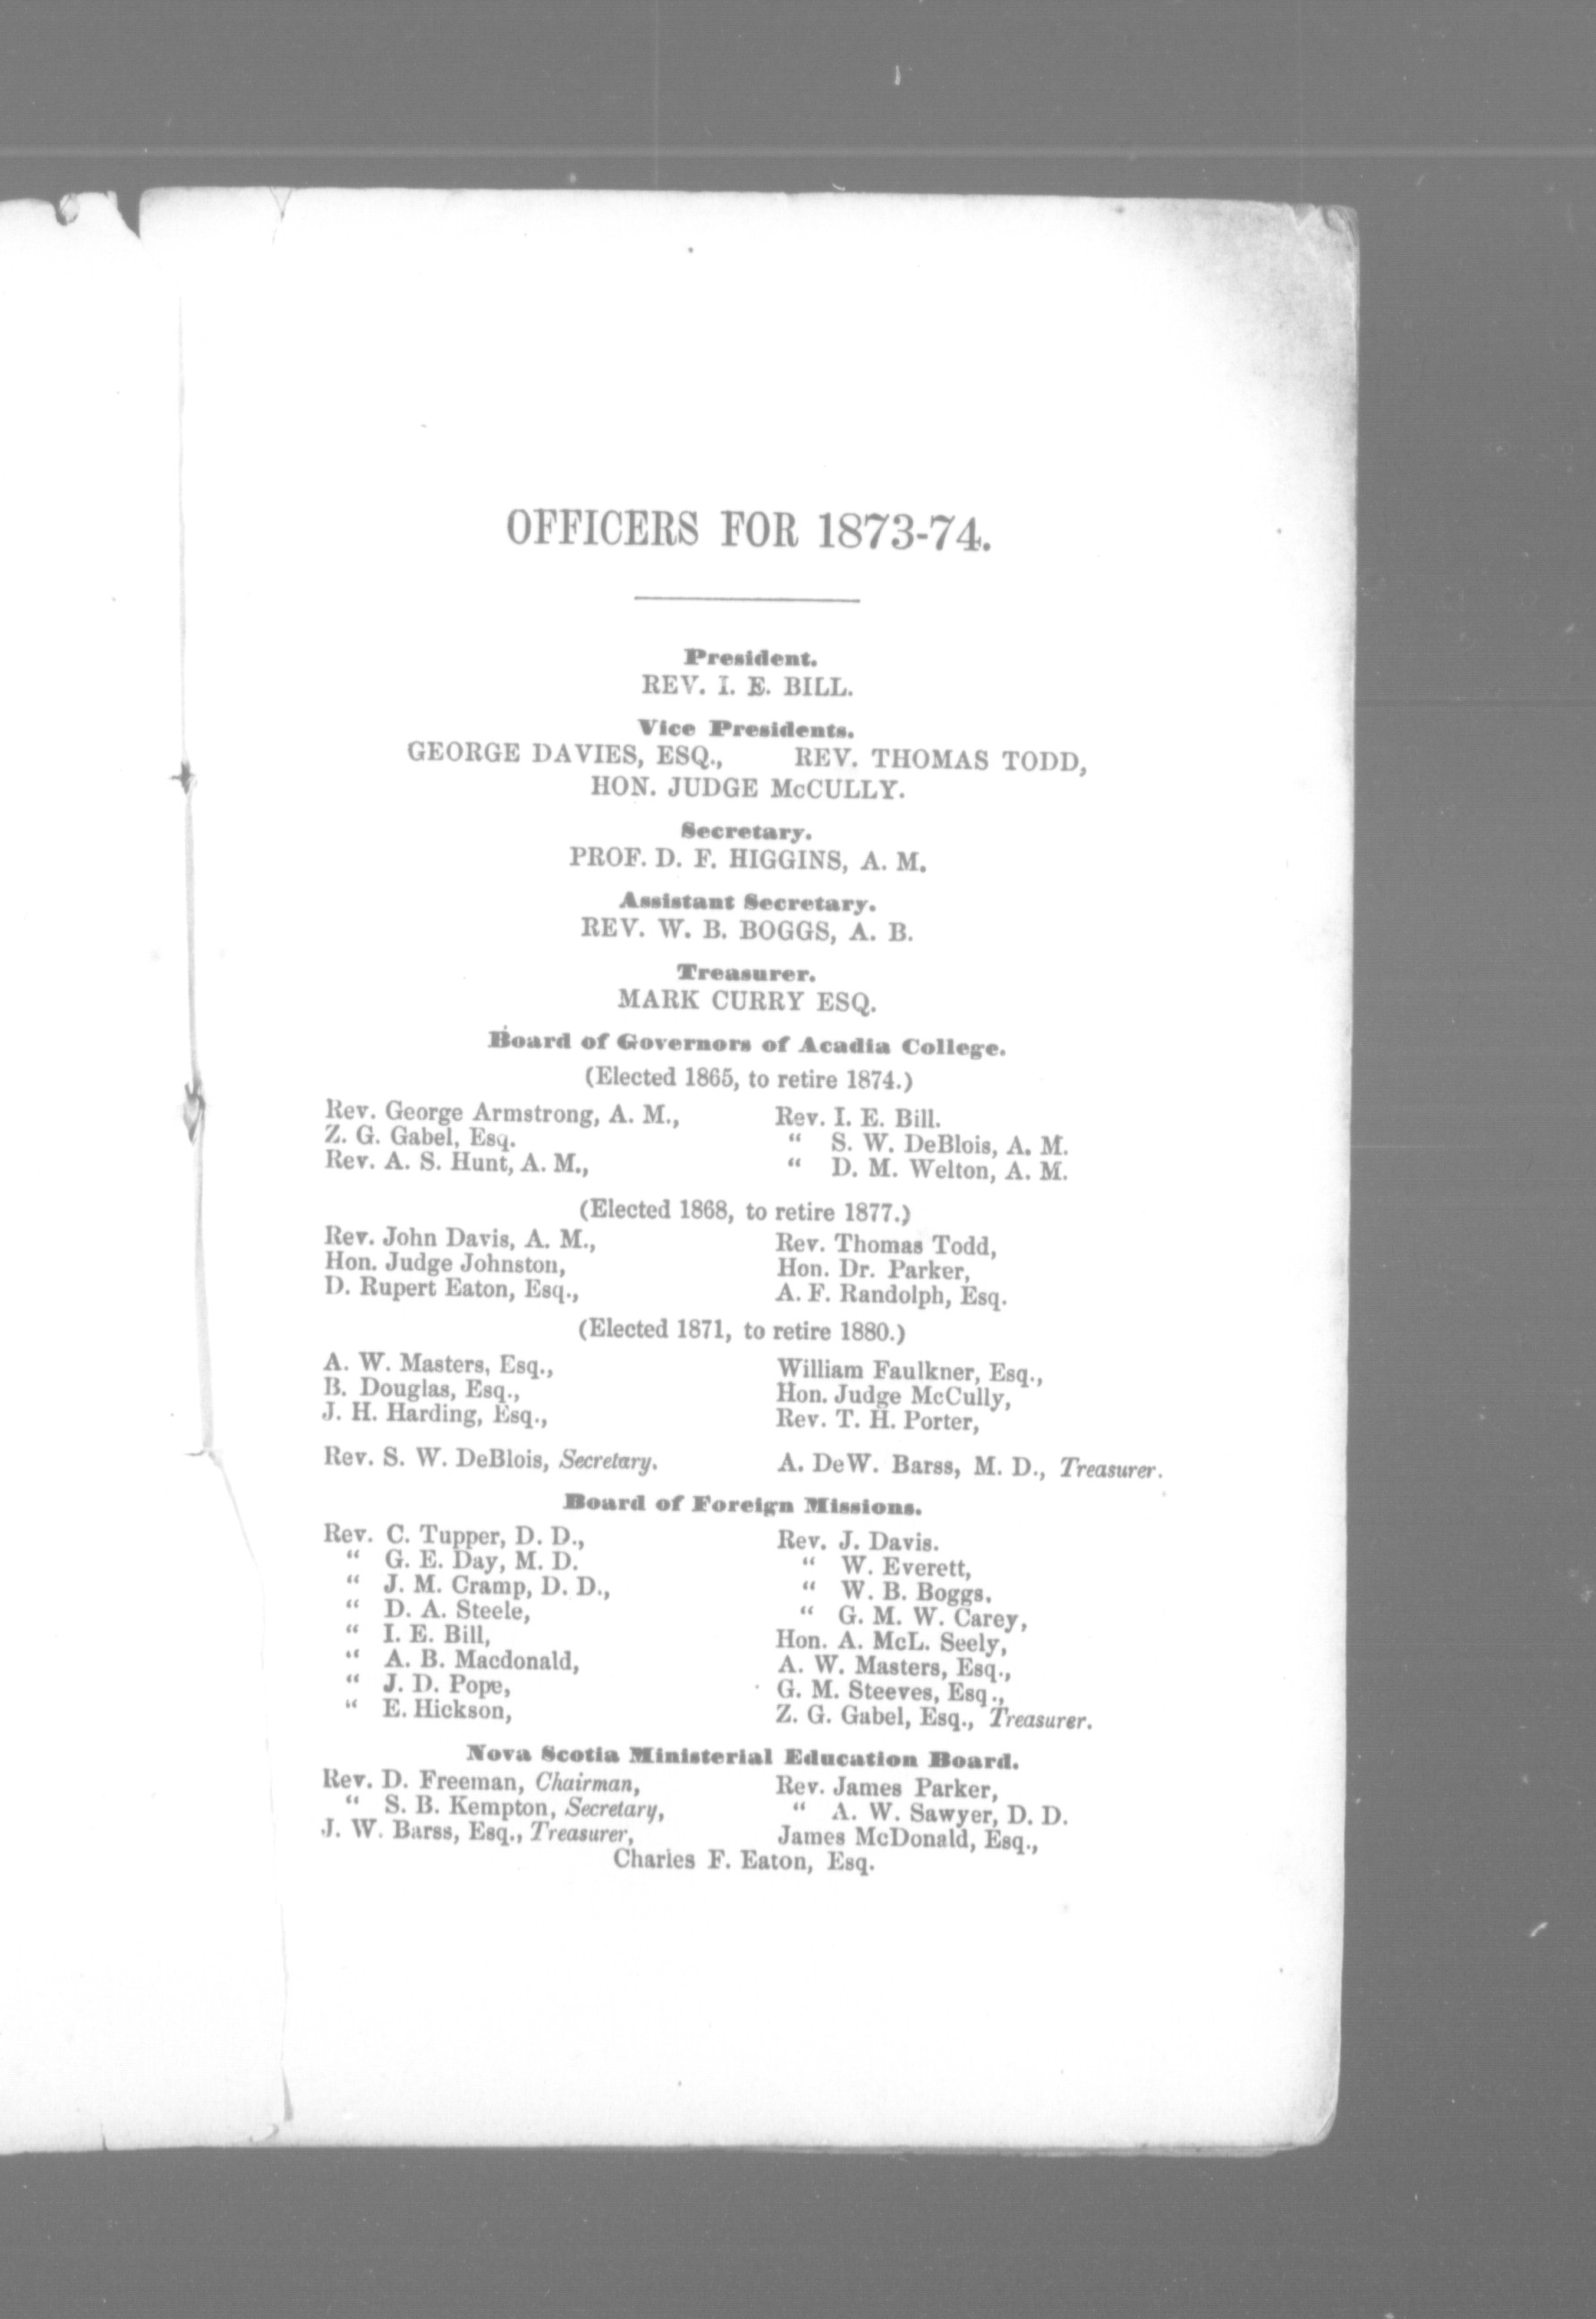 OFFICERS FOR 1873-74.
President.
REV. I. E. BILL.
Vice Presidents.
GEORGE DAVIES, ESQ., REV. THOMAS TODD,
HON. JUDGE McCULLY.
Secretary.
PROF. D. F. HIGGINS, A. M.
Assistant Secretary.
REV. W. B. BOGGS, A. B.
Treasurer.
MARK CURRY ESQ.
Board of Governors of Acadia College.
(Elected 1865, to retire 1874.)
Rev. George Armstrong, A. M., Rev. I. E. Bill.
Z. G. Gabel, Esq. " S. W. DeBlois, A. M.
Rev. A. S. Hunt, A. M., " D. M. Welton, A. M.
(Elected 1868, to retire 1877.)
Rev. John Davis, A. M., Rev. Thomas Todd,
Hon. Judge Johnston, Hon. Dr. Parker,
D. Rupert Eaton, Esq., A. F. Randolph, Esq.
(Elected 1871, to retire 1880.)
A. W. Masters, Esq., William Faulkner, Esq.,
B. Douglas, Esq., Hon. Judge McCully,
J. H. Harding, Esq., Rev. T. H. Porter,
Rev. S. W. DeBlois, Secretary. A. DeW. Barss, M. D., Treasurer.
Board of Foreign Missions.
Rev. C. Tupper, D. D., Rev. J. Davis.
" G. E. Day, M. D. " W. Everett,
" J. M. Cramp, D. D., " W. B. Boggs.
" D. A. Steele, " G. M. W. Carey,
" I. E. Bill, Hon. A. McL. Seely,
" A. B. Macdonald, A. W. Masters, Esq.,
" J. D. Pope, G. M. Steeves, Esq.,
" E. Hickson, Z. G. Gabel, Esq., Treasurer.
Nova Scotia Ministerial Education Board.
Rev. D. Freeman, Chairman, Rev. James Parker,
" S. B. Kempton, Secretary, " A. W. Sawyer, D. D.
J. W. Barss, Esq., Treasurer, James McDonald, Esq.,
Charles F. Eaton, Esq.